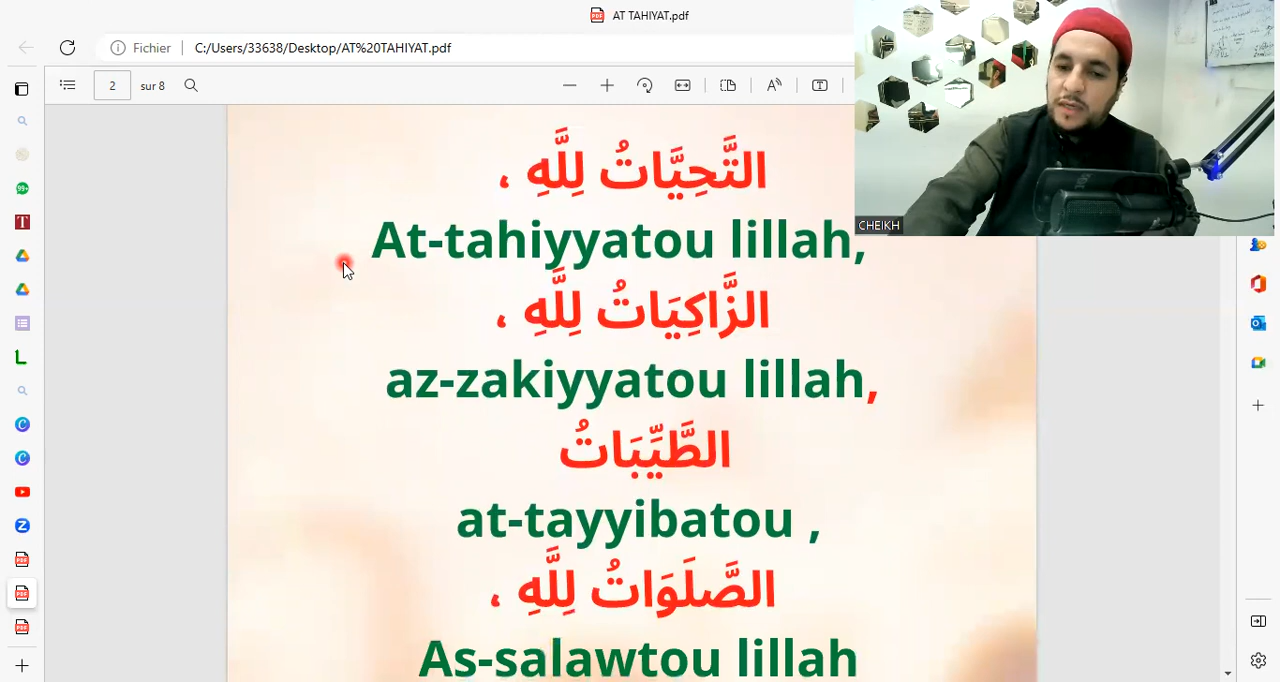 AT TAHIYAT.pdf
Fichier
C:/Users/33638/Desktop/AT%20TAHIYAT.pdf
2 sur 8
CHEIKH
التَّحِيَّاتُ لِلَّهِ ،
At-tahiyyatou lillah,
الزَّاكِيَاتُ لِلَّهِ ،
az-zakiyyatou lillah,
الطَّيِّبَاتُ
at-tayyibatou ,
الصَّلَوَاتُ لِلَّهِ ،
As-salawtou lillah